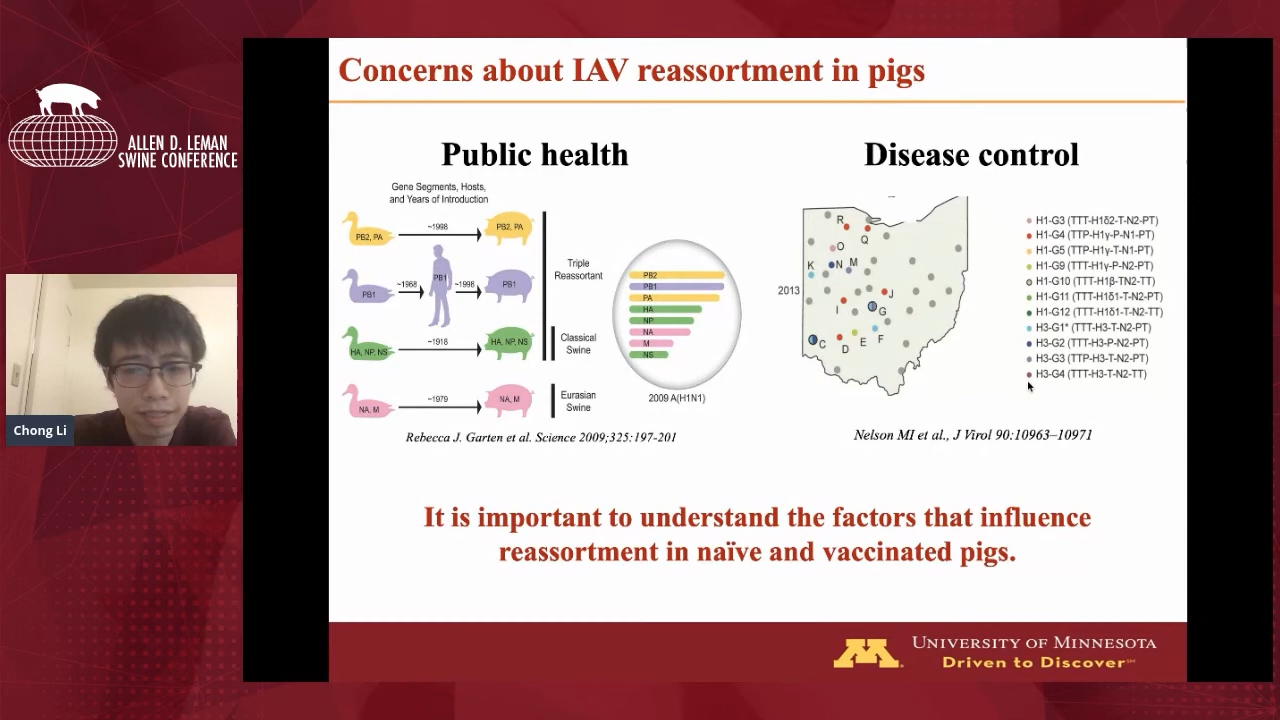 ALLEN D. LEMAN
SWINE CONFERENCE
Chong Li
Concerns about IAV reassortment in pigs
Public health
Gene Segments, Hosts,
and Years of Introduction
PB2, PA
~1998
PB2, PA
PB1
~1968
PB1
~1998
PB1
Triple
Reassortant
HA, NP, NS
~1918
HA, NP, NS
Classical
Swine
NA, M
~1979
NA, M
Eurasian
Swine
PB2
PB1
PA
HA
NP
NA
M
NS
2009 A(H1N1)
Rebecca J. Garten et al. Science 2009;325:197-201
Disease control
2013
R
Q
O
K
N
M
J
I
G
C
D
E
F
H1-G3 (TTT-H1δ2-T-N2-PT)
H1-G4 (TTP-H1γ-P-N1-PT)
H1-G5 (TTP-H1γ-T-N1-PT)
H1-G9 (TTT-H1γ-P-N2-PT)
H1-G10 (TTT-H1β-TN2-TT)
H1-G11 (TTT-H1δ1-T-N2-PT)
H1-G12 (TTT-H1δ1-T-N2-TT)
H3-G1* (TTT-H3-T-N2-PT)
H3-G2 (TTT-H3-P-N2-PT)
H3-G3 (TTP-H3-T-N2-PT)
H3-G4 (TTT-H3-T-N2-TT)
Nelson MI et al., J Virol 90:10963–10971
It is important to understand the factors that influence
reassortment in naïve and vaccinated pigs.
UNIVERSITY OF MINNESOTA
Driven to Discover℠